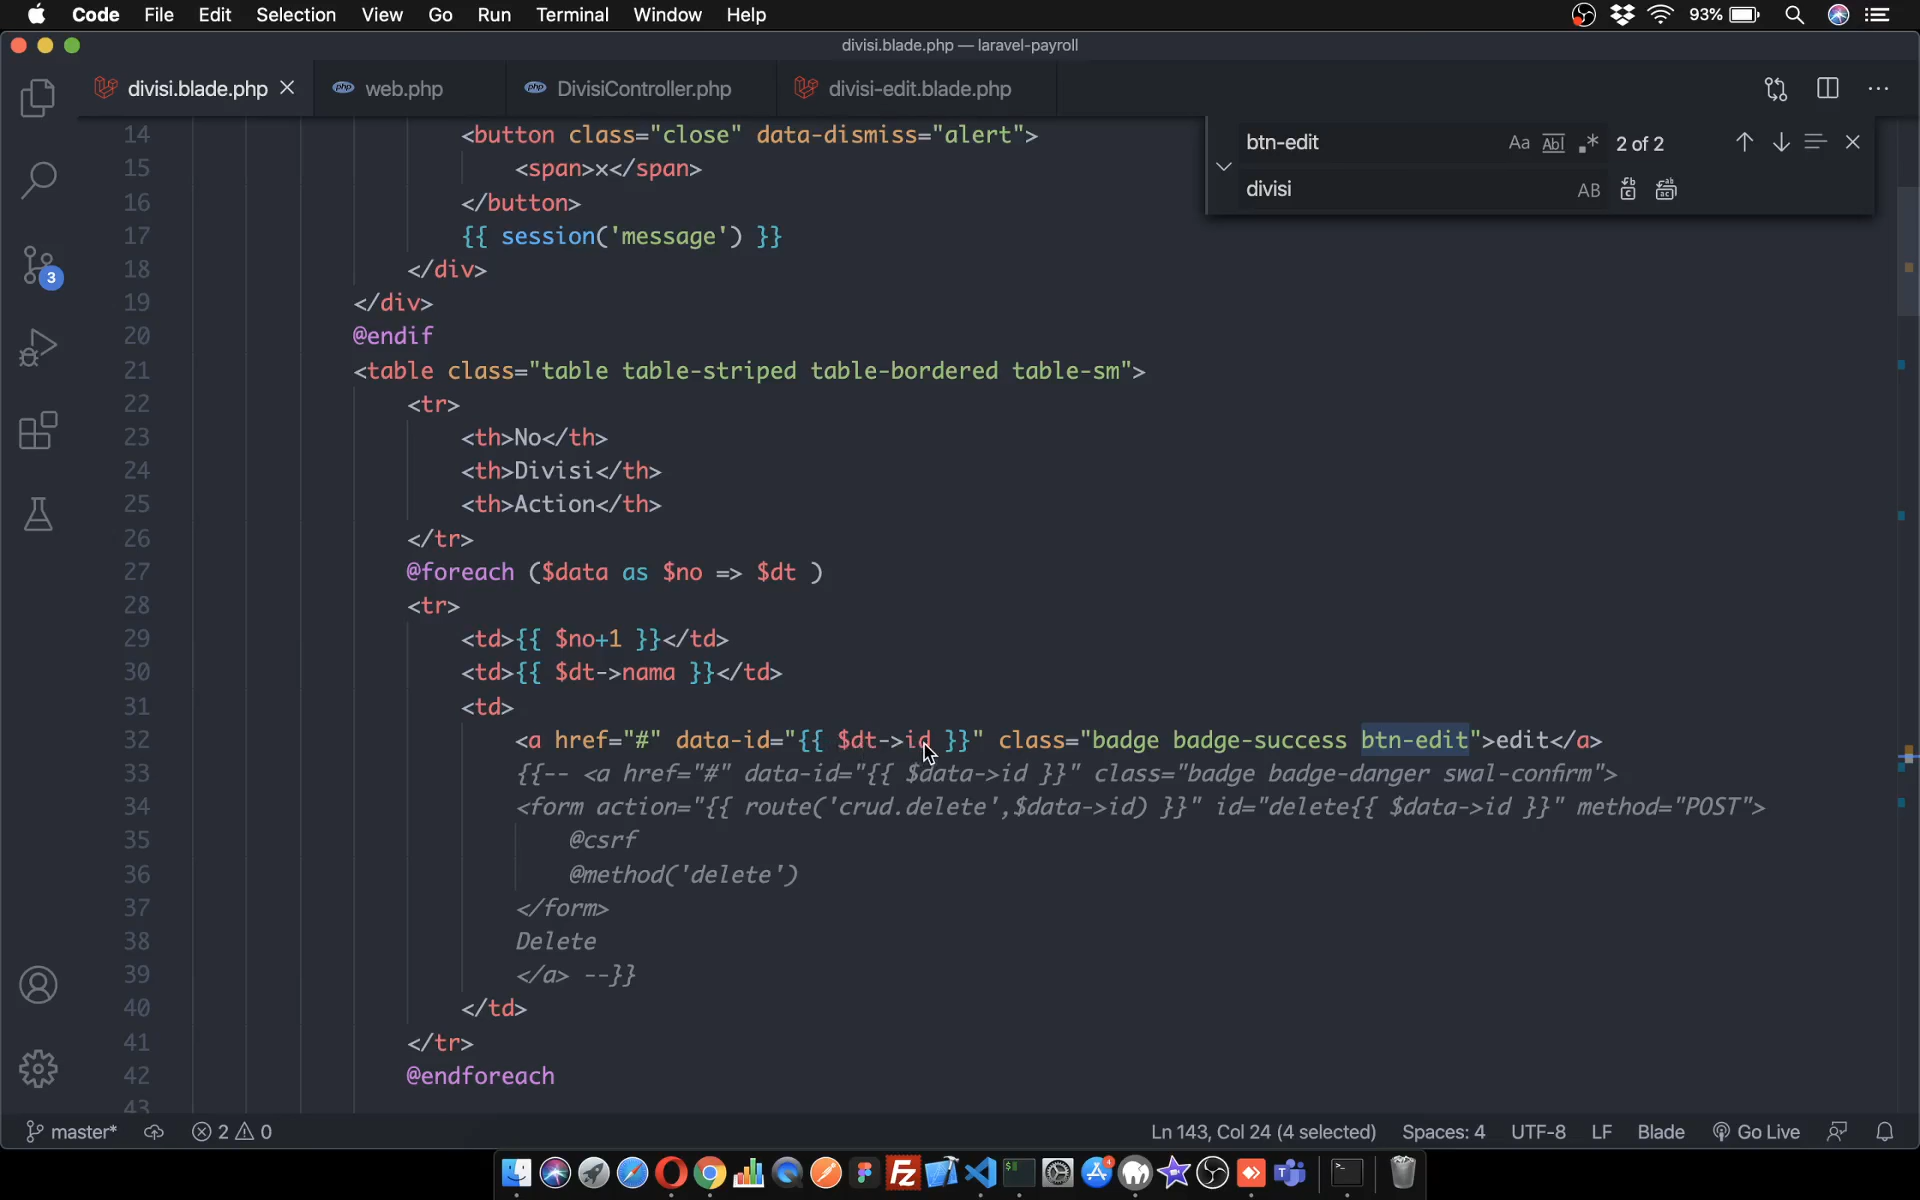 Code File Edit Selection View Go Run Terminal Window Help 93%
divisi.blade.php — laravel-payroll
divisi.blade.php web.php DivisiController.php divisi-edit.blade.php
btn-edit Aa Abl 2 of 2
divisi AB
14 <button class="close" data-dismiss="alert">
15 <span>x</span>
16 </button>
17 {{ session('message') }}
18 </div>
19 </div>
20 @endif
21 <table class="table table-striped table-bordered table-sm">
22 <tr>
23 <th>No</th>
24 <th>Divisi</th>
25 <th>Action</th>
26 </tr>
27 @foreach ($data as $no => $dt )
28 <tr>
29 <td>{{ $no+1 }}</td>
30 <td>{{ $dt->nama }}</td>
31 <td>
32 <a href="#" data-id="{{ $dt->id }}" class="badge badge-success btn-edit">edit</a>
33 {{-- <a href="#" data-id="{{ $data->id }}" class="badge badge-danger swal-confirm">
34 <form action="{{ route('crud.delete',$data->id) }}" id="delete{{ $data->id }}" method="POST">
35 @csrf
36 @method('delete')
37 </form>
38 Delete
39 </a> --}}
40 </td>
41 </tr>
42 @endforeach
43
3
master* 2 0 Ln 143, Col 24 (4 selected) Spaces: 4 UTF-8 LF Blade Go Live